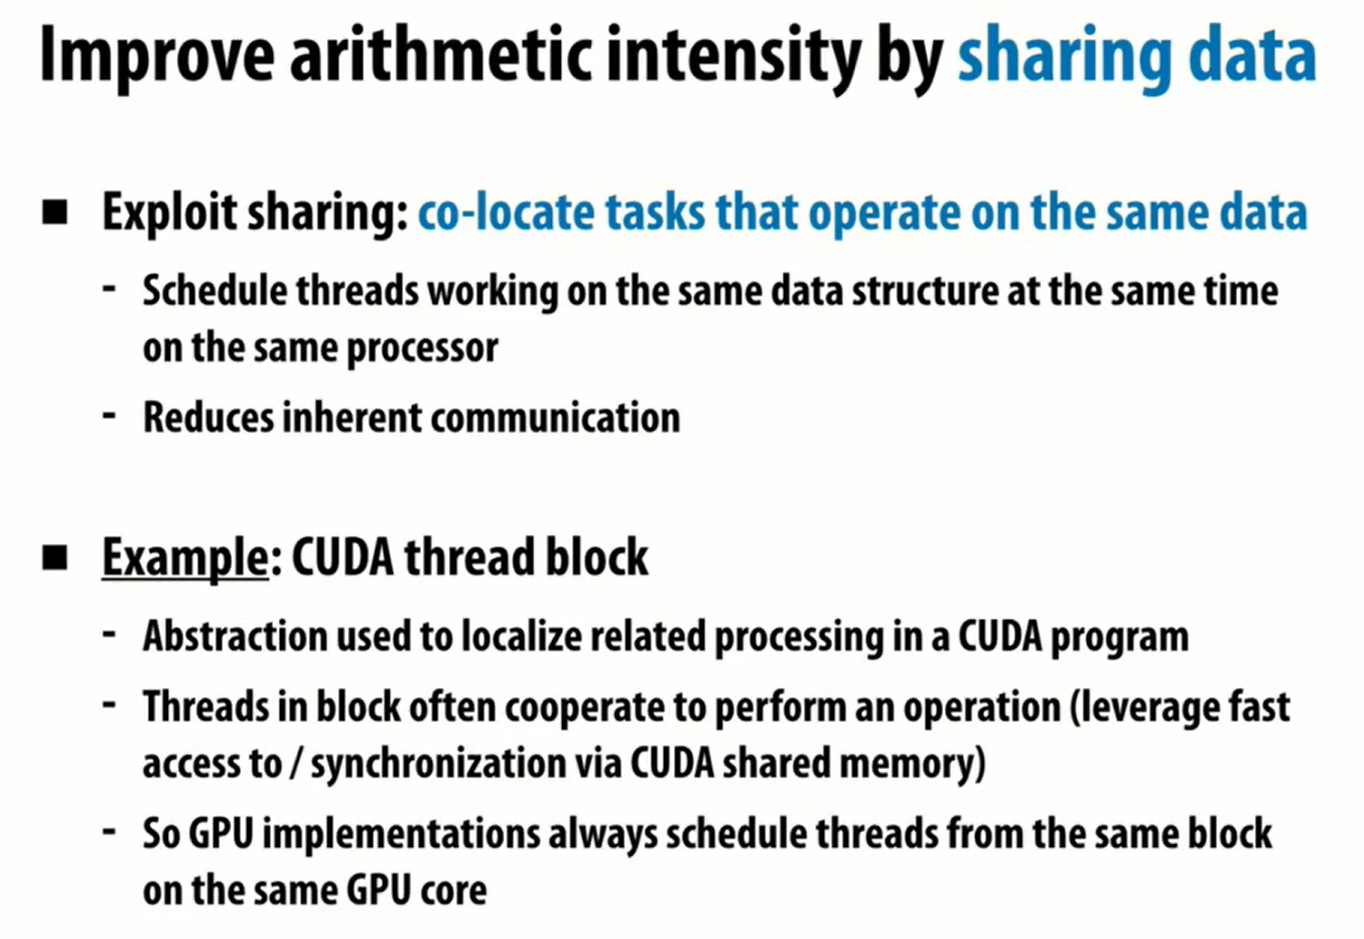 Improve arithmetic intensity by sharing data
■ Exploit sharing: co-locate tasks that operate on the same data
- Schedule threads working on the same data structure at the same time
on the same processor
- Reduces inherent communication
■ Example: CUDA thread block
- Abstraction used to localize related processing in a CUDA program
- Threads in block often cooperate to perform an operation (leverage fast
access to / synchronization via CUDA shared memory)
- So GPU implementations always schedule threads from the same block
on the same GPU core